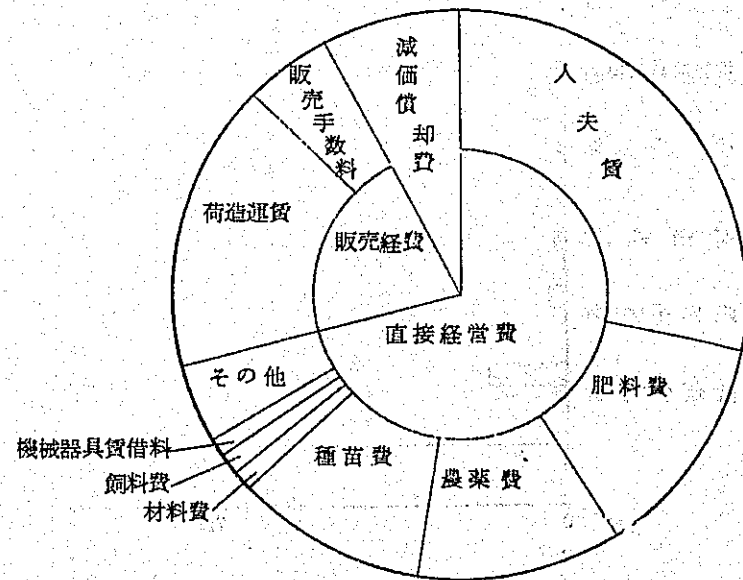 人夫賃
肥料費
農薬費
種苗費
材料費
飼料費
機械器具賃借料
その他
荷造運賃
販売手数料
減価償却費
販売経費
直接経営費